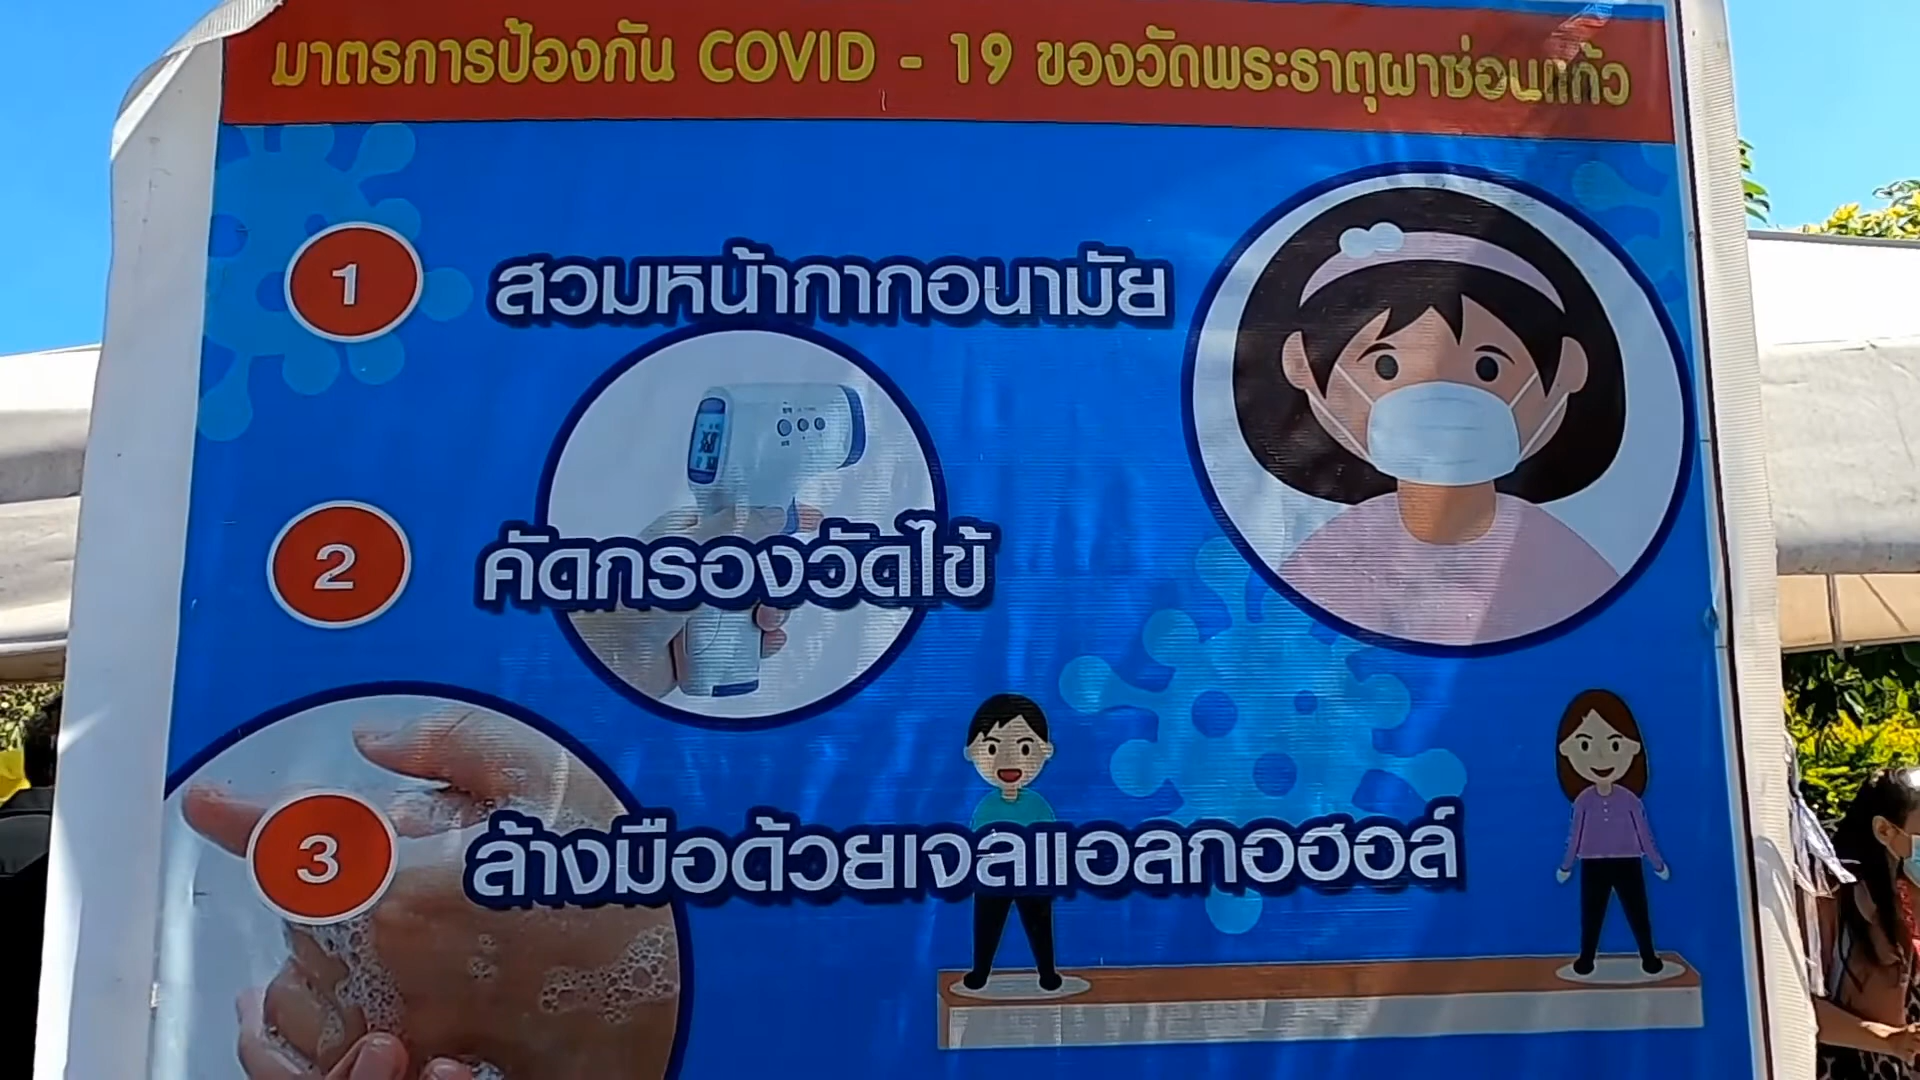 มาตรการป้องกัน COVID - 19 ของวัดพระธาตุผาซ่อนแก้ว
1 สวมหน้ากากอนามัย
2 คัดกรองวัดไข้
3 ล้างมือด้วยเจลแอลกอฮอล์